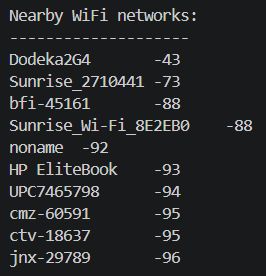 Nearby WiFi networks:
--------------------
Dodeka2G4 -43
Sunrise_2710441 -73
bfi-45161 -88
Sunrise_Wi-Fi_8E2EB0 -88
noname -92
HP EliteBook -93
UPC7465798 -94
cmz-60591 -95
ctv-18637 -95
jnx-29789 -96